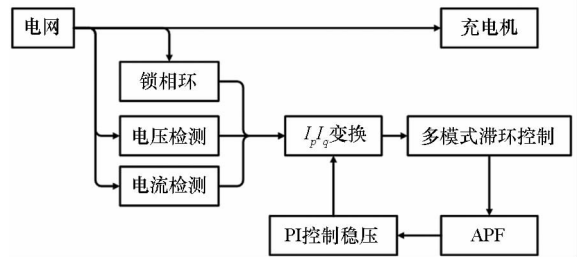 电网
充电机
锁相环
电压检测
IpIq变换
多模式滞环控制
电流检测
PI控制稳压
APF